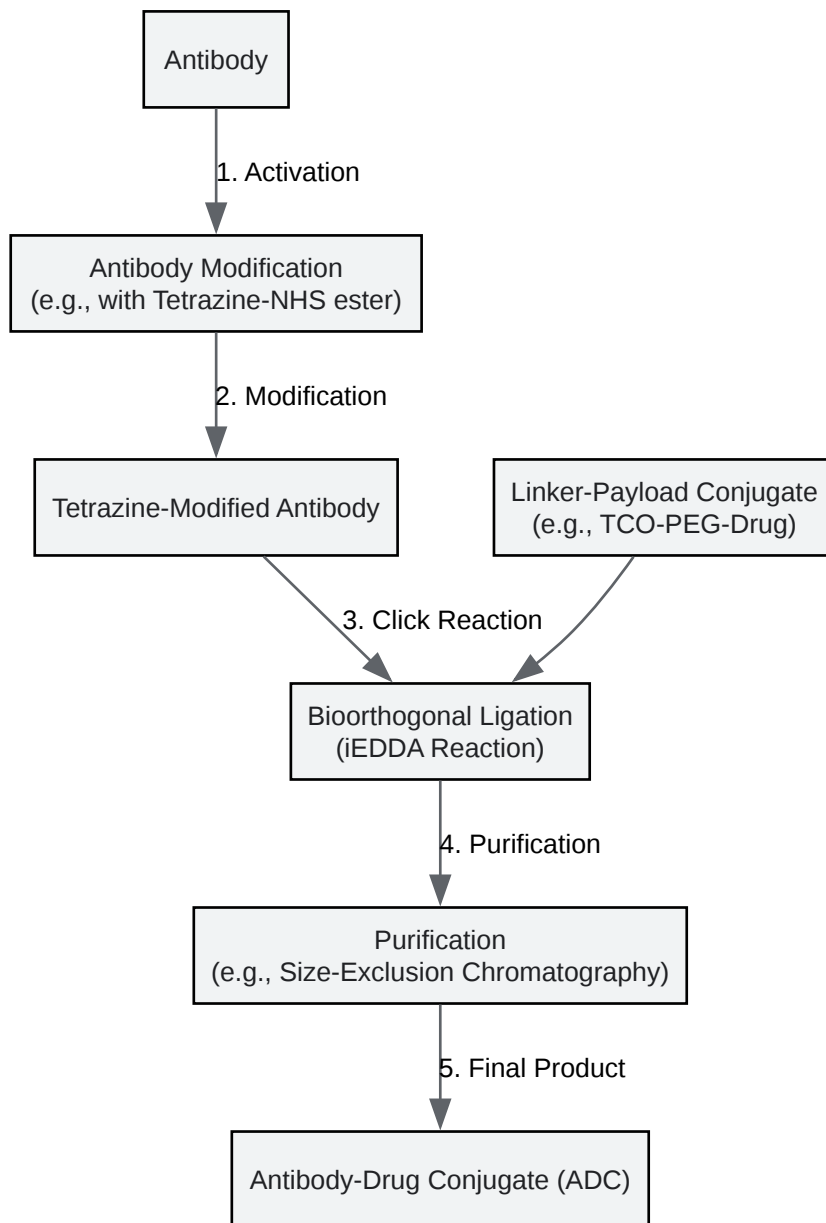 Antibody
1. Activation
Antibody Modification
(e.g., with Tetrazine-NHS ester)
2. Modification
Tetrazine-Modified Antibody
Linker-Payload Conjugate
(e.g., TCO-PEG-Drug)
3. Click Reaction
Bioorthogonal Ligation
(iEDDA Reaction)
4. Purification
Purification
(e.g., Size-Exclusion Chromatography)
5. Final Product
Antibody-Drug Conjugate (ADC)